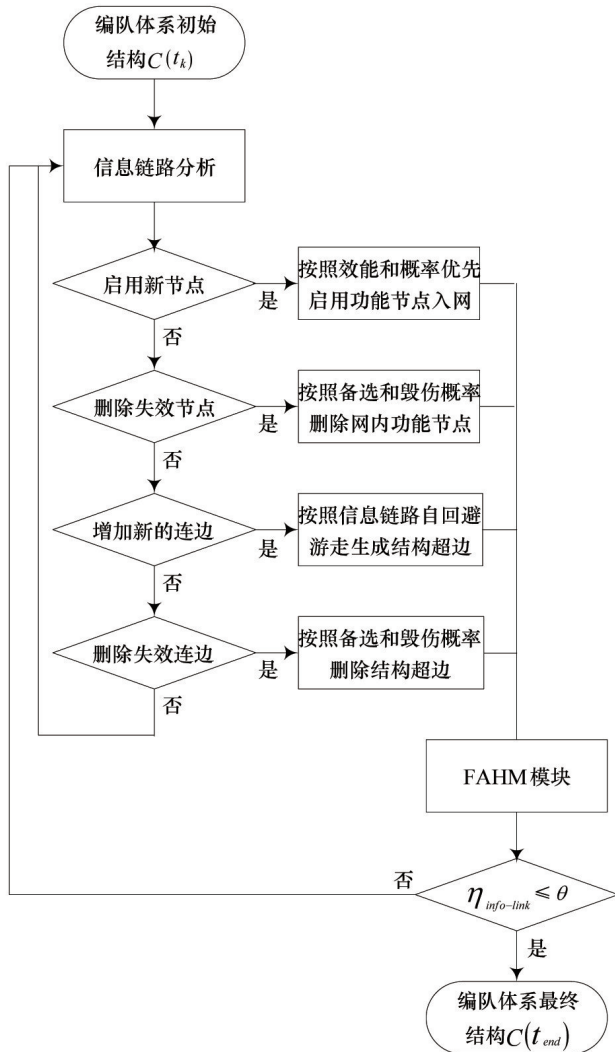 编队体系初始
结构C(t_k)
信息链路分析
启用新节点
是
按照效能和概率优先
启用功能节点入网
否
删除失效节点
是
按照备选和毁伤概率
删除网内功能节点
否
增加新的连边
是
按照信息链路自回避
游走生成结构超边
否
删除失效连边
是
按照备选和毁伤概率
删除结构超边
否
FAHM模块
否
η_info-link ≤ θ
是
编队体系最终
结构C(t_end)